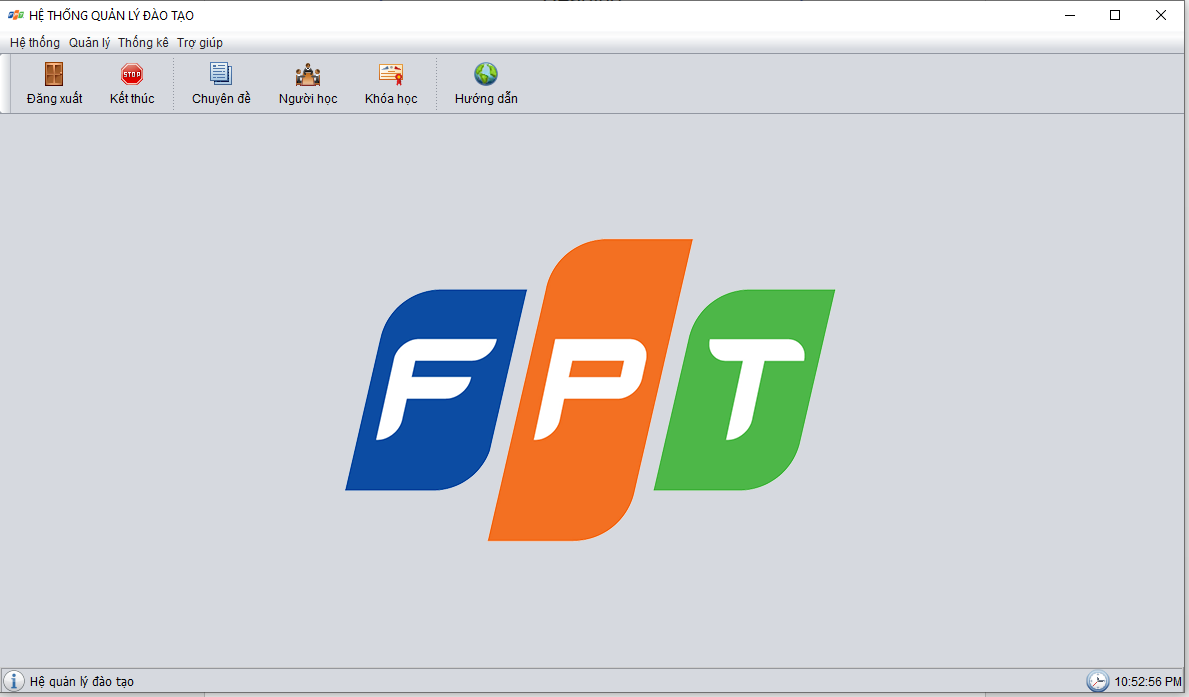 HỆ THỐNG QUẢN LÝ ĐÀO TẠO
Hệ thống Quản lý Thống kê Trợ giúp
STOP
Đăng xuất Kết thúc Chuyên đề Người học Khóa học Hướng dẫn
FPT
Hệ quản lý đào tạo 10:52:56 PM